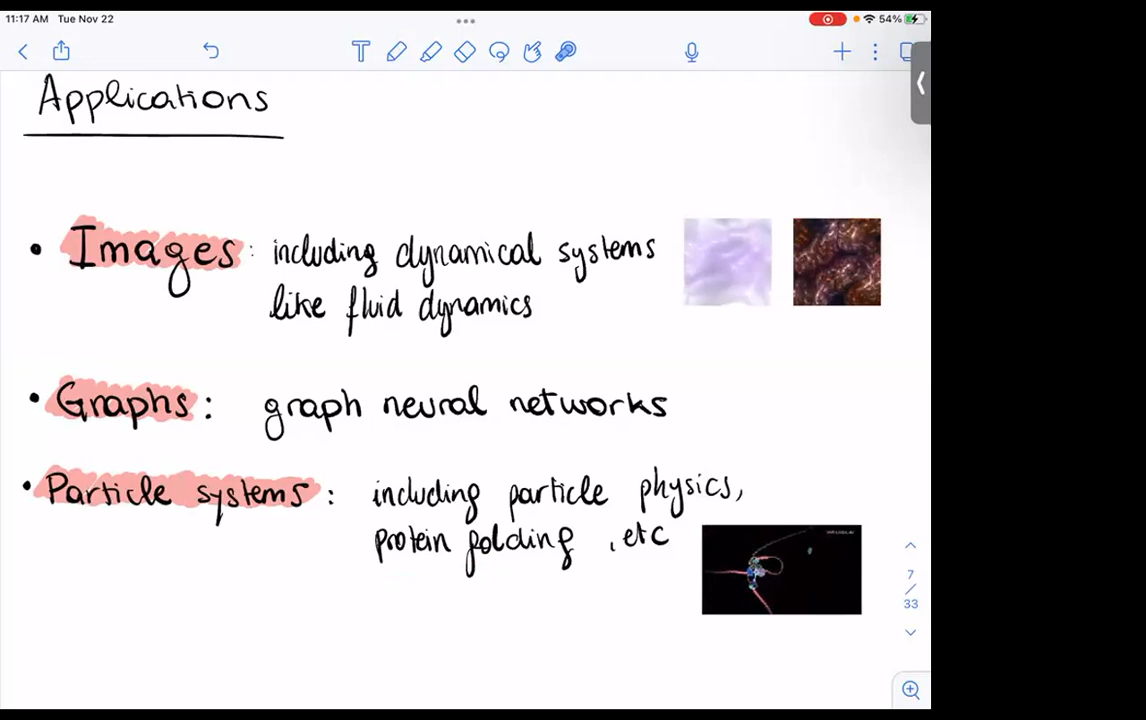 11:17 AM Tue Nov 22
54%
Applications
• Images: including dynamical systems
like fluid dynamics
• Graphs: graph neural networks
• Particle systems: including particle physics,
protein folding, etc
7
/
33